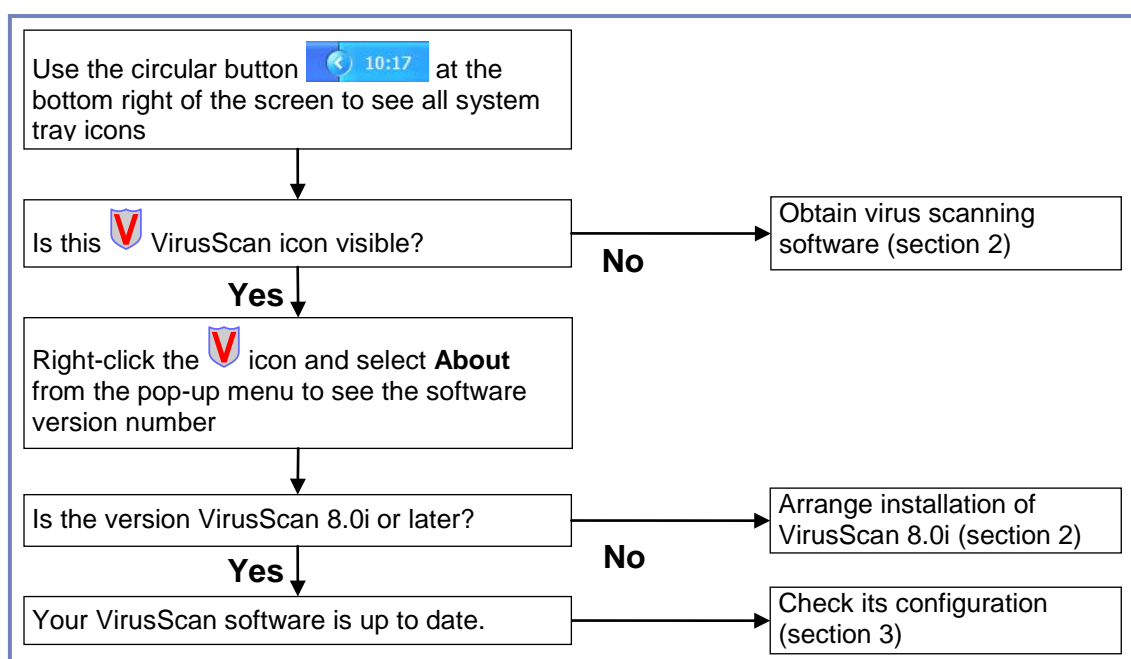 Use the circular button 10:17 at the
bottom right of the screen to see all system
tray icons
Is this V VirusScan icon visible?
No
Obtain virus scanning
software (section 2)
Yes
Right-click the V icon and select About
from the pop-up menu to see the software
version number
Is the version VirusScan 8.0i or later?
No
Arrange installation of
VirusScan 8.0i (section 2)
Yes
Your VirusScan software is up to date.
Check its configuration
(section 3)